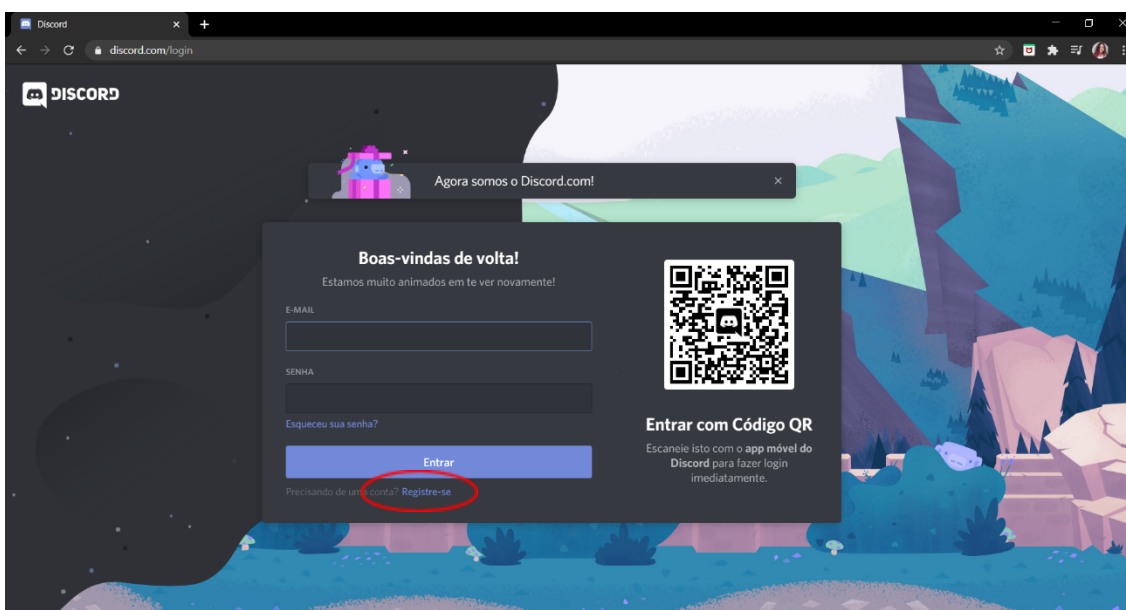 Discord
discord.com/login
DISCORD
Agora somos o Discord.com!
Boas-vindas de volta!
Estamos muito animados em te ver novamente!
E-MAIL
SENHA
Esqueceu sua senha?
Entrar
Precisando de uma conta? Registre-se
Entrar com Código QR
Escaneie isto com o app móvel do
Discord para fazer login
imediatamente.